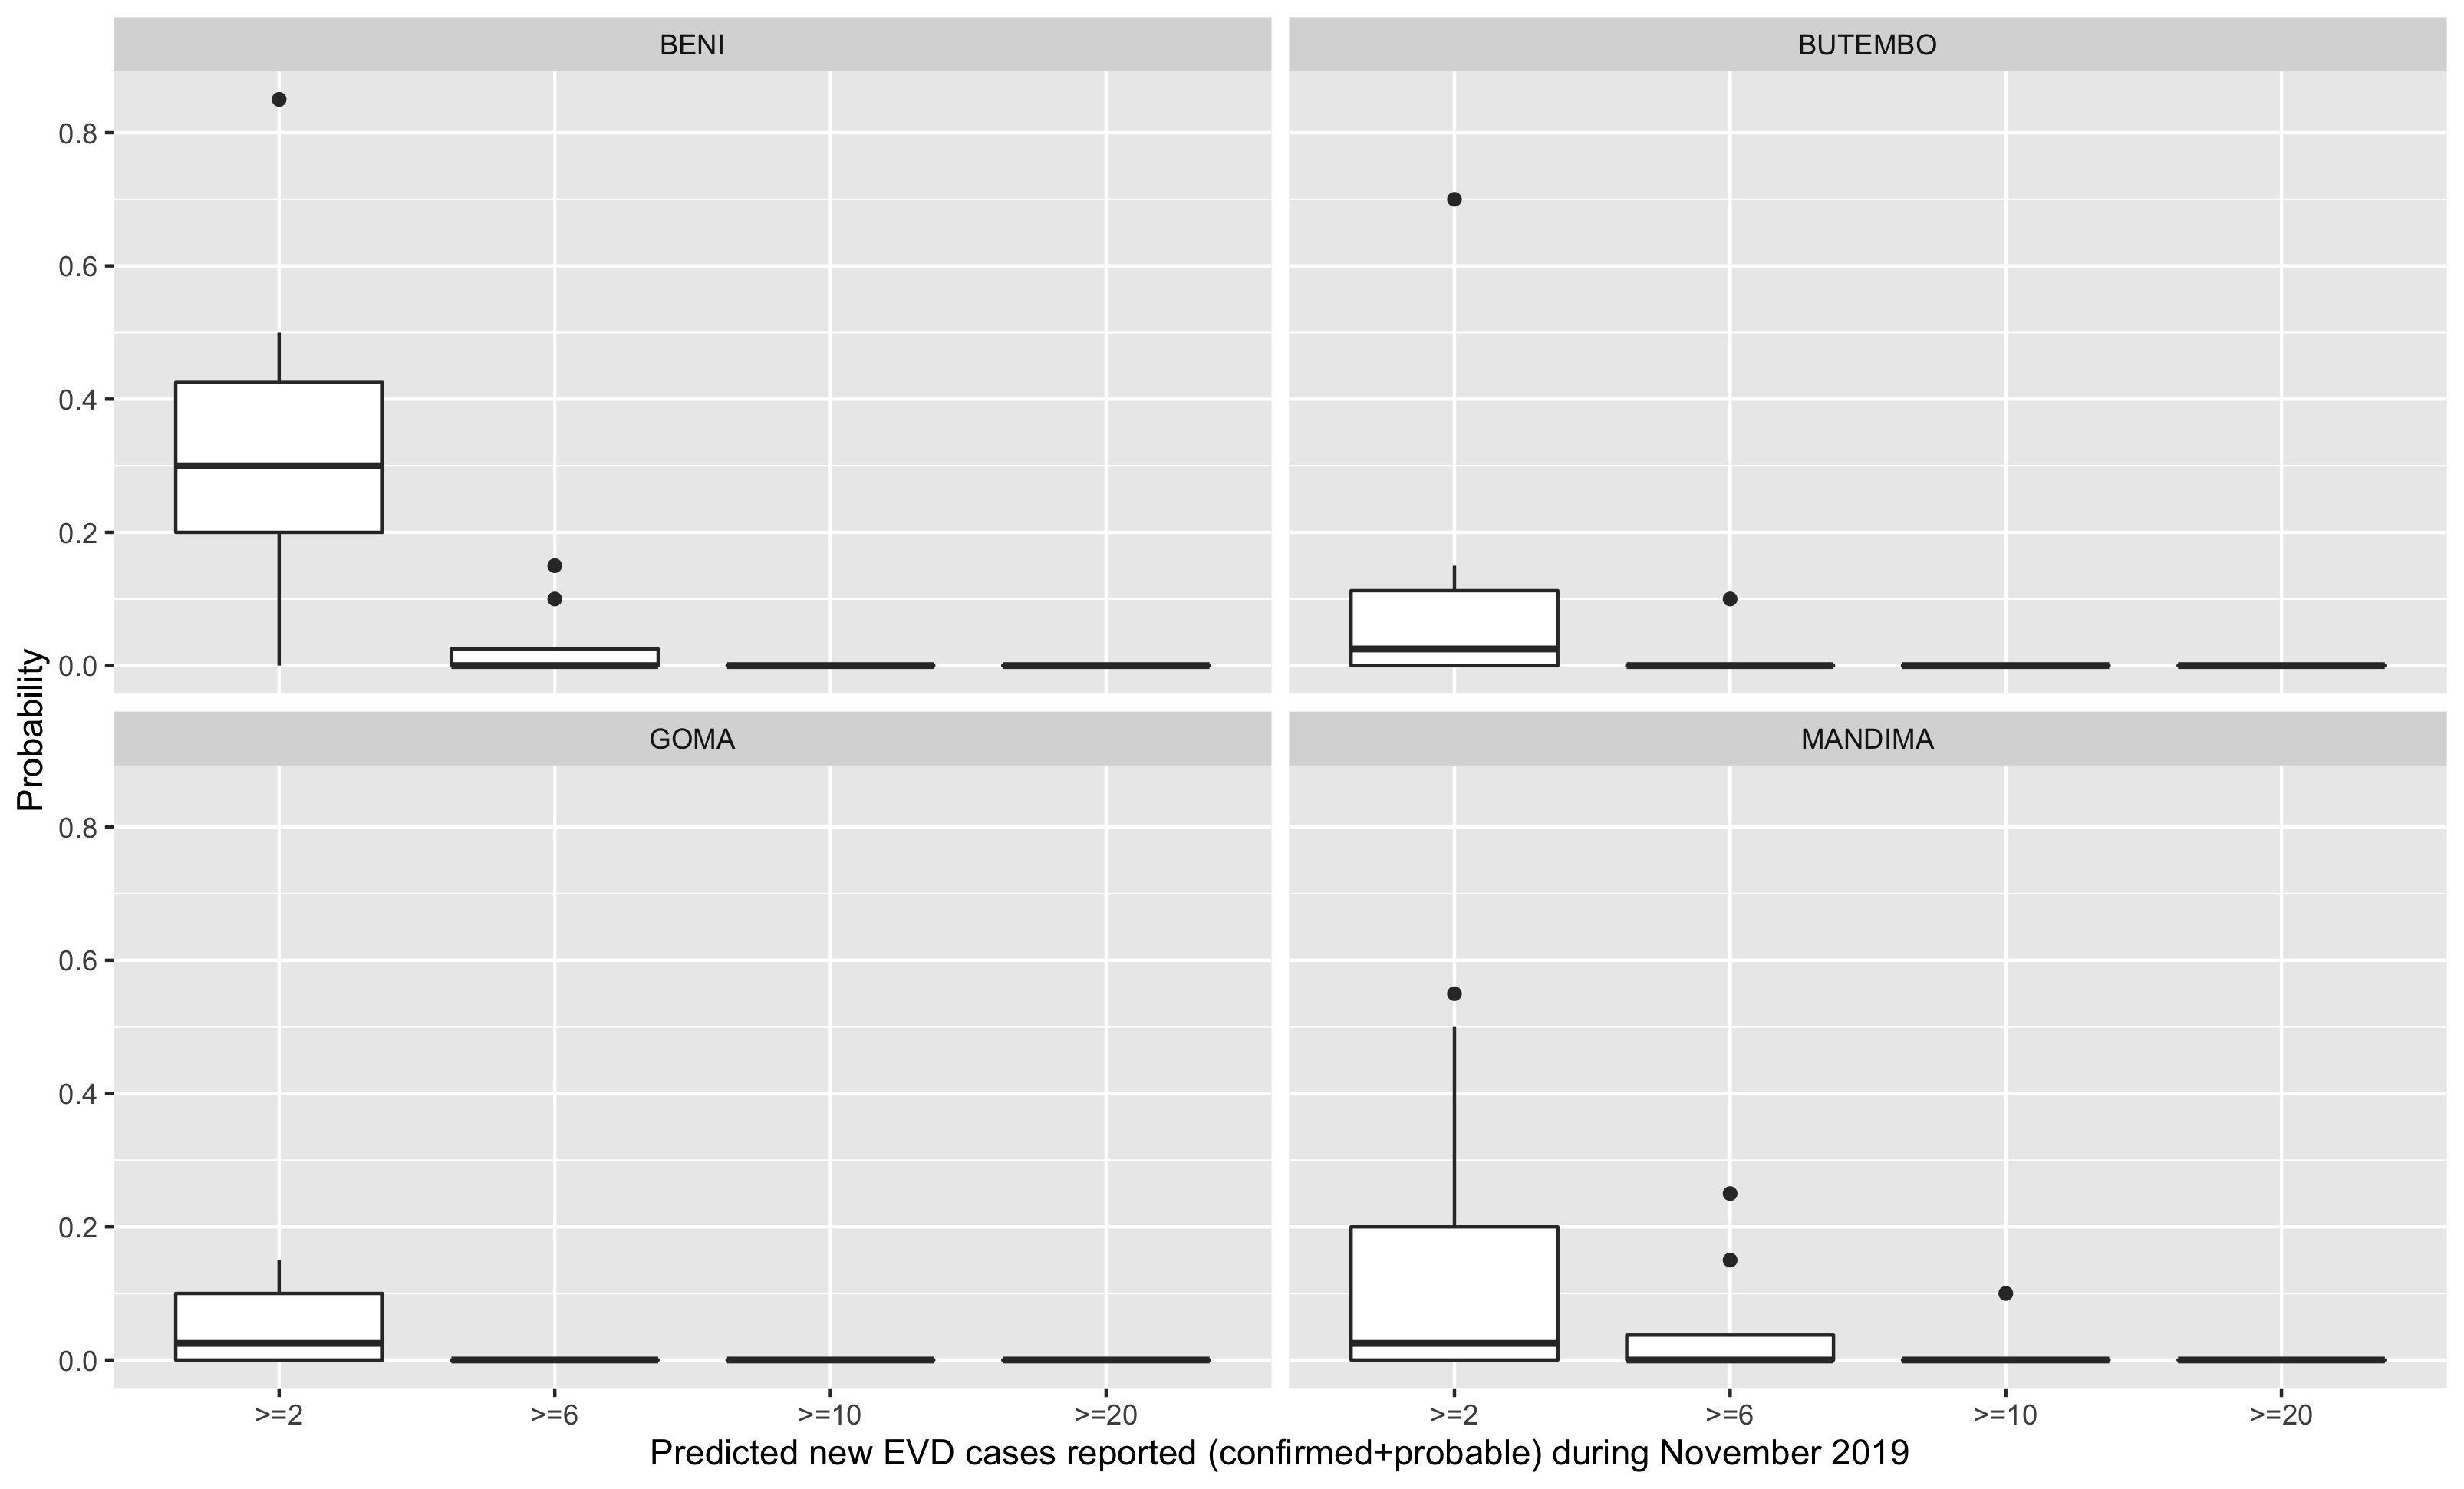 BENI
BUTEMBO
0.8
0.6
0.4
0.2
0.0
Probability
GOMA
MANDIMA
0.8
0.6
0.4
0.2
0.0
>=2 >=6 >=10 >=20 >=2 >=6 >=10 >=20
Predicted new EVD cases reported (confirmed+probable) during November 2019